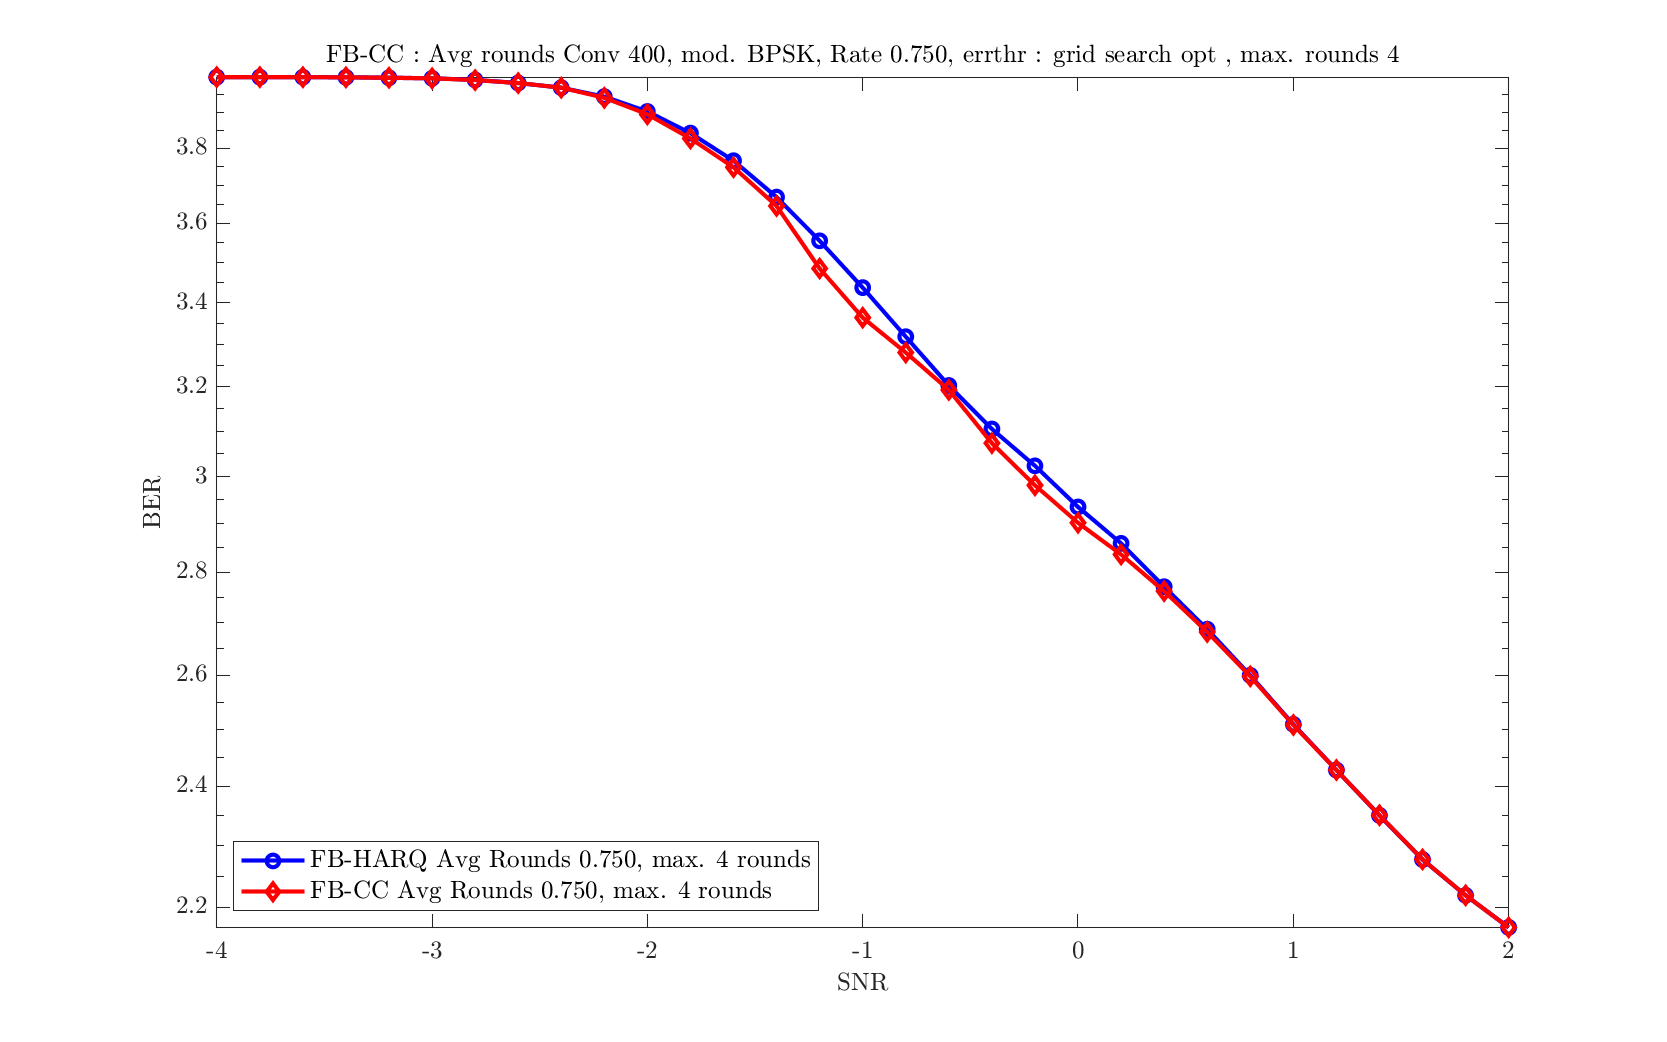 FB-CC : Avg rounds Conv 400, mod. BPSK, Rate 0.750, errthr : grid search opt , max. rounds 4
3.8
3.6
3.4
3.2
3
2.8
2.6
2.4
2.2
BER
FB-HARQ Avg Rounds 0.750, max. 4 rounds
FB-CC Avg Rounds 0.750, max. 4 rounds
-4 -3 -2 -1 0 1 2
SNR